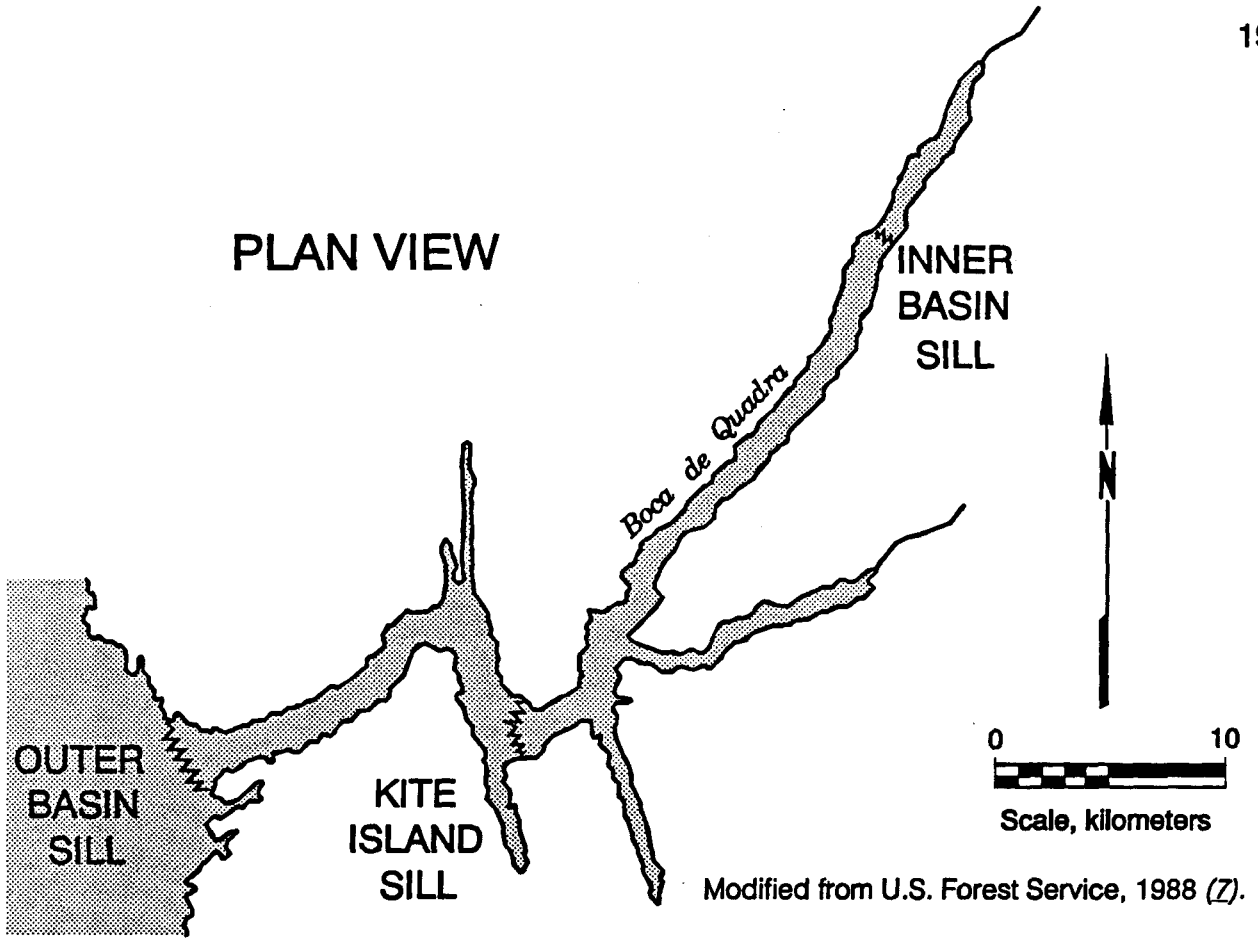 19
PLAN VIEW
INNER
BASIN
SILL
Boca de Quadra
N
OUTER
BASIN
SILL
KITE
ISLAND
SILL
0 10
Scale, kilometers
Modified from U.S. Forest Service, 1988 (7).